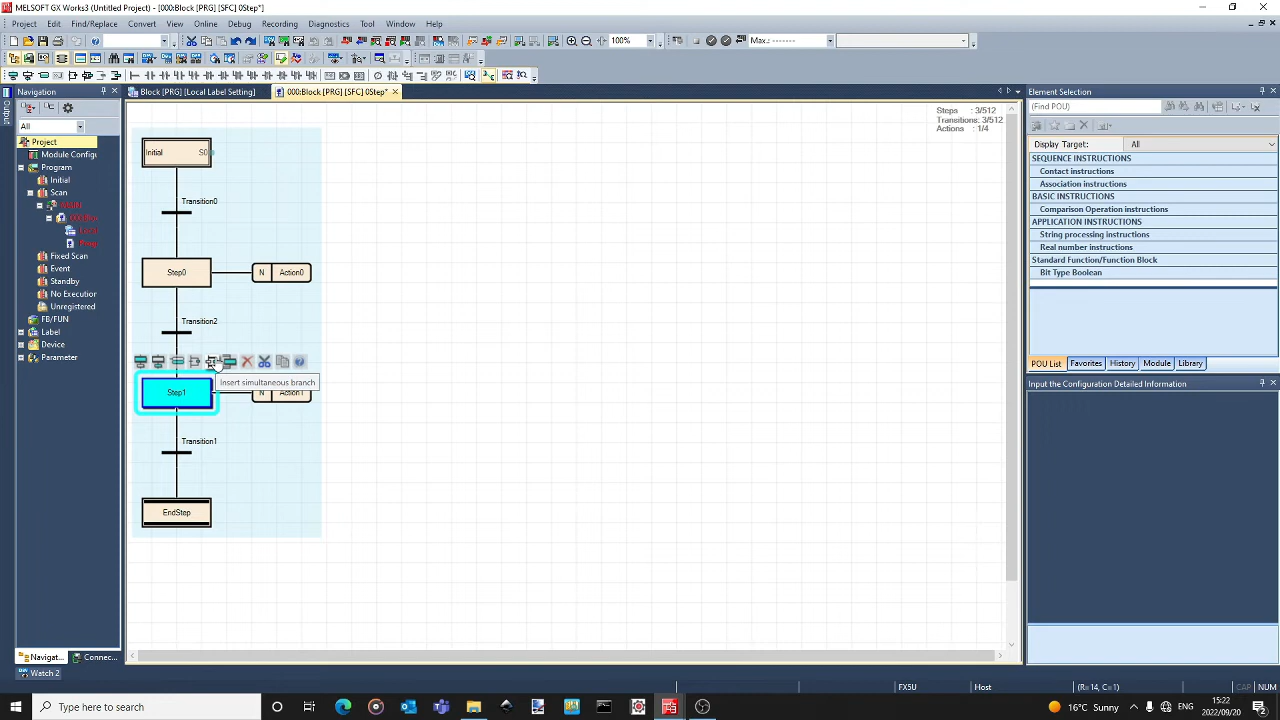 MELSOFT GX Works3 (Untitled Project) - [000:Block [PRG] [SFC] 0Step*]
Project Edit Find/Replace Convert View Online Debug Recording Diagnostics Tool Window Help
100% Max.: -------
Navigation
Block [PRG] [Local Label Setting] 000:Block [PRG] [SFC] 0Step*
Element Selection
All
(Find POU)
Display Target: All
Project
Module Configu
Program
Initial
Scan
MAIN
Fixed Scan
Event
Standby
No Execution
Unregistered
FB/FUN
Label
Device
Parameter
Steps : 3/512
Transitions: 3/512
Actions : 1/4
Initial S0
Transition0
Step0 N Action0
Transition2
Insert simultaneous branch
Step1 N Action1
Transition1
EndStep
SEQUENCE INSTRUCTIONS
Contact instructions
Association instructions
BASIC INSTRUCTIONS
Comparison Operation instructions
APPLICATION INSTRUCTIONS
String processing instructions
Real number instructions
Standard Function/Function Block
Bit Type Boolean
POU List Favorites History Module Library
Input the Configuration Detailed Information
Navigat... Connec...
Watch 2
FX5U Host (R:14, C:1) CAP NUM
Type here to search
16°C Sunny ENG 15:22
2022/09/20